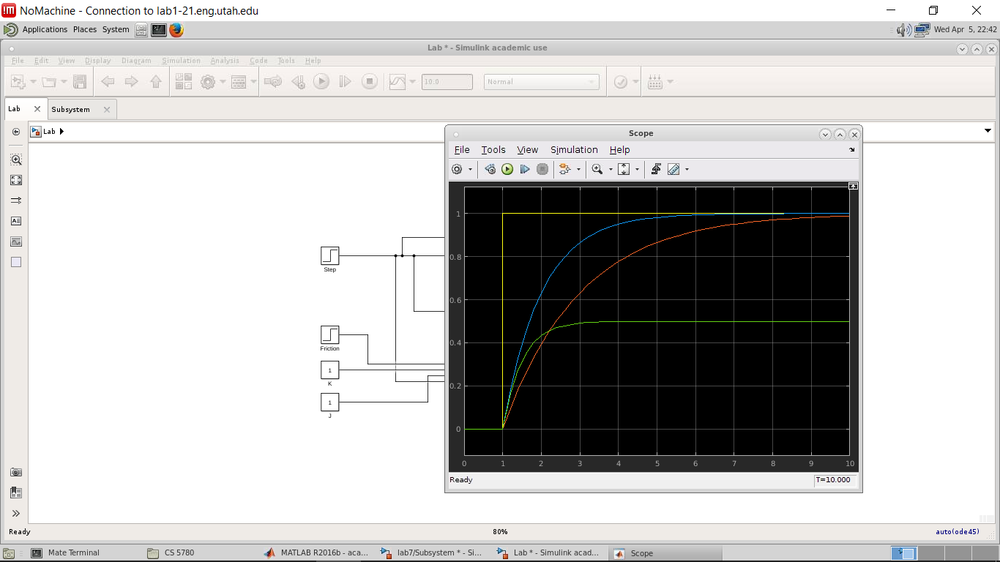 NoMachine - Connection to lab1-21.eng.utah.edu
Applications Places System
Wed Apr 5, 22:42
Lab * - Simulink academic use
File Edit View Display Diagram Simulation Analysis Code Tools Help
10.0 Normal
Lab Subsystem
Lab
Scope
File Tools View Simulation Help
Step
Friction
1
K
1
J
1
0.8
0.6
0.4
0.2
0
0 1 2 3 4 5 6 7 8 9 10
Ready T=10.000
Ready 80% auto(ode45)
Mate Terminal CS 5780 MATLAB R2016b - aca... lab7/Subsystem * - Si... Lab * - Simulink acad... Scope